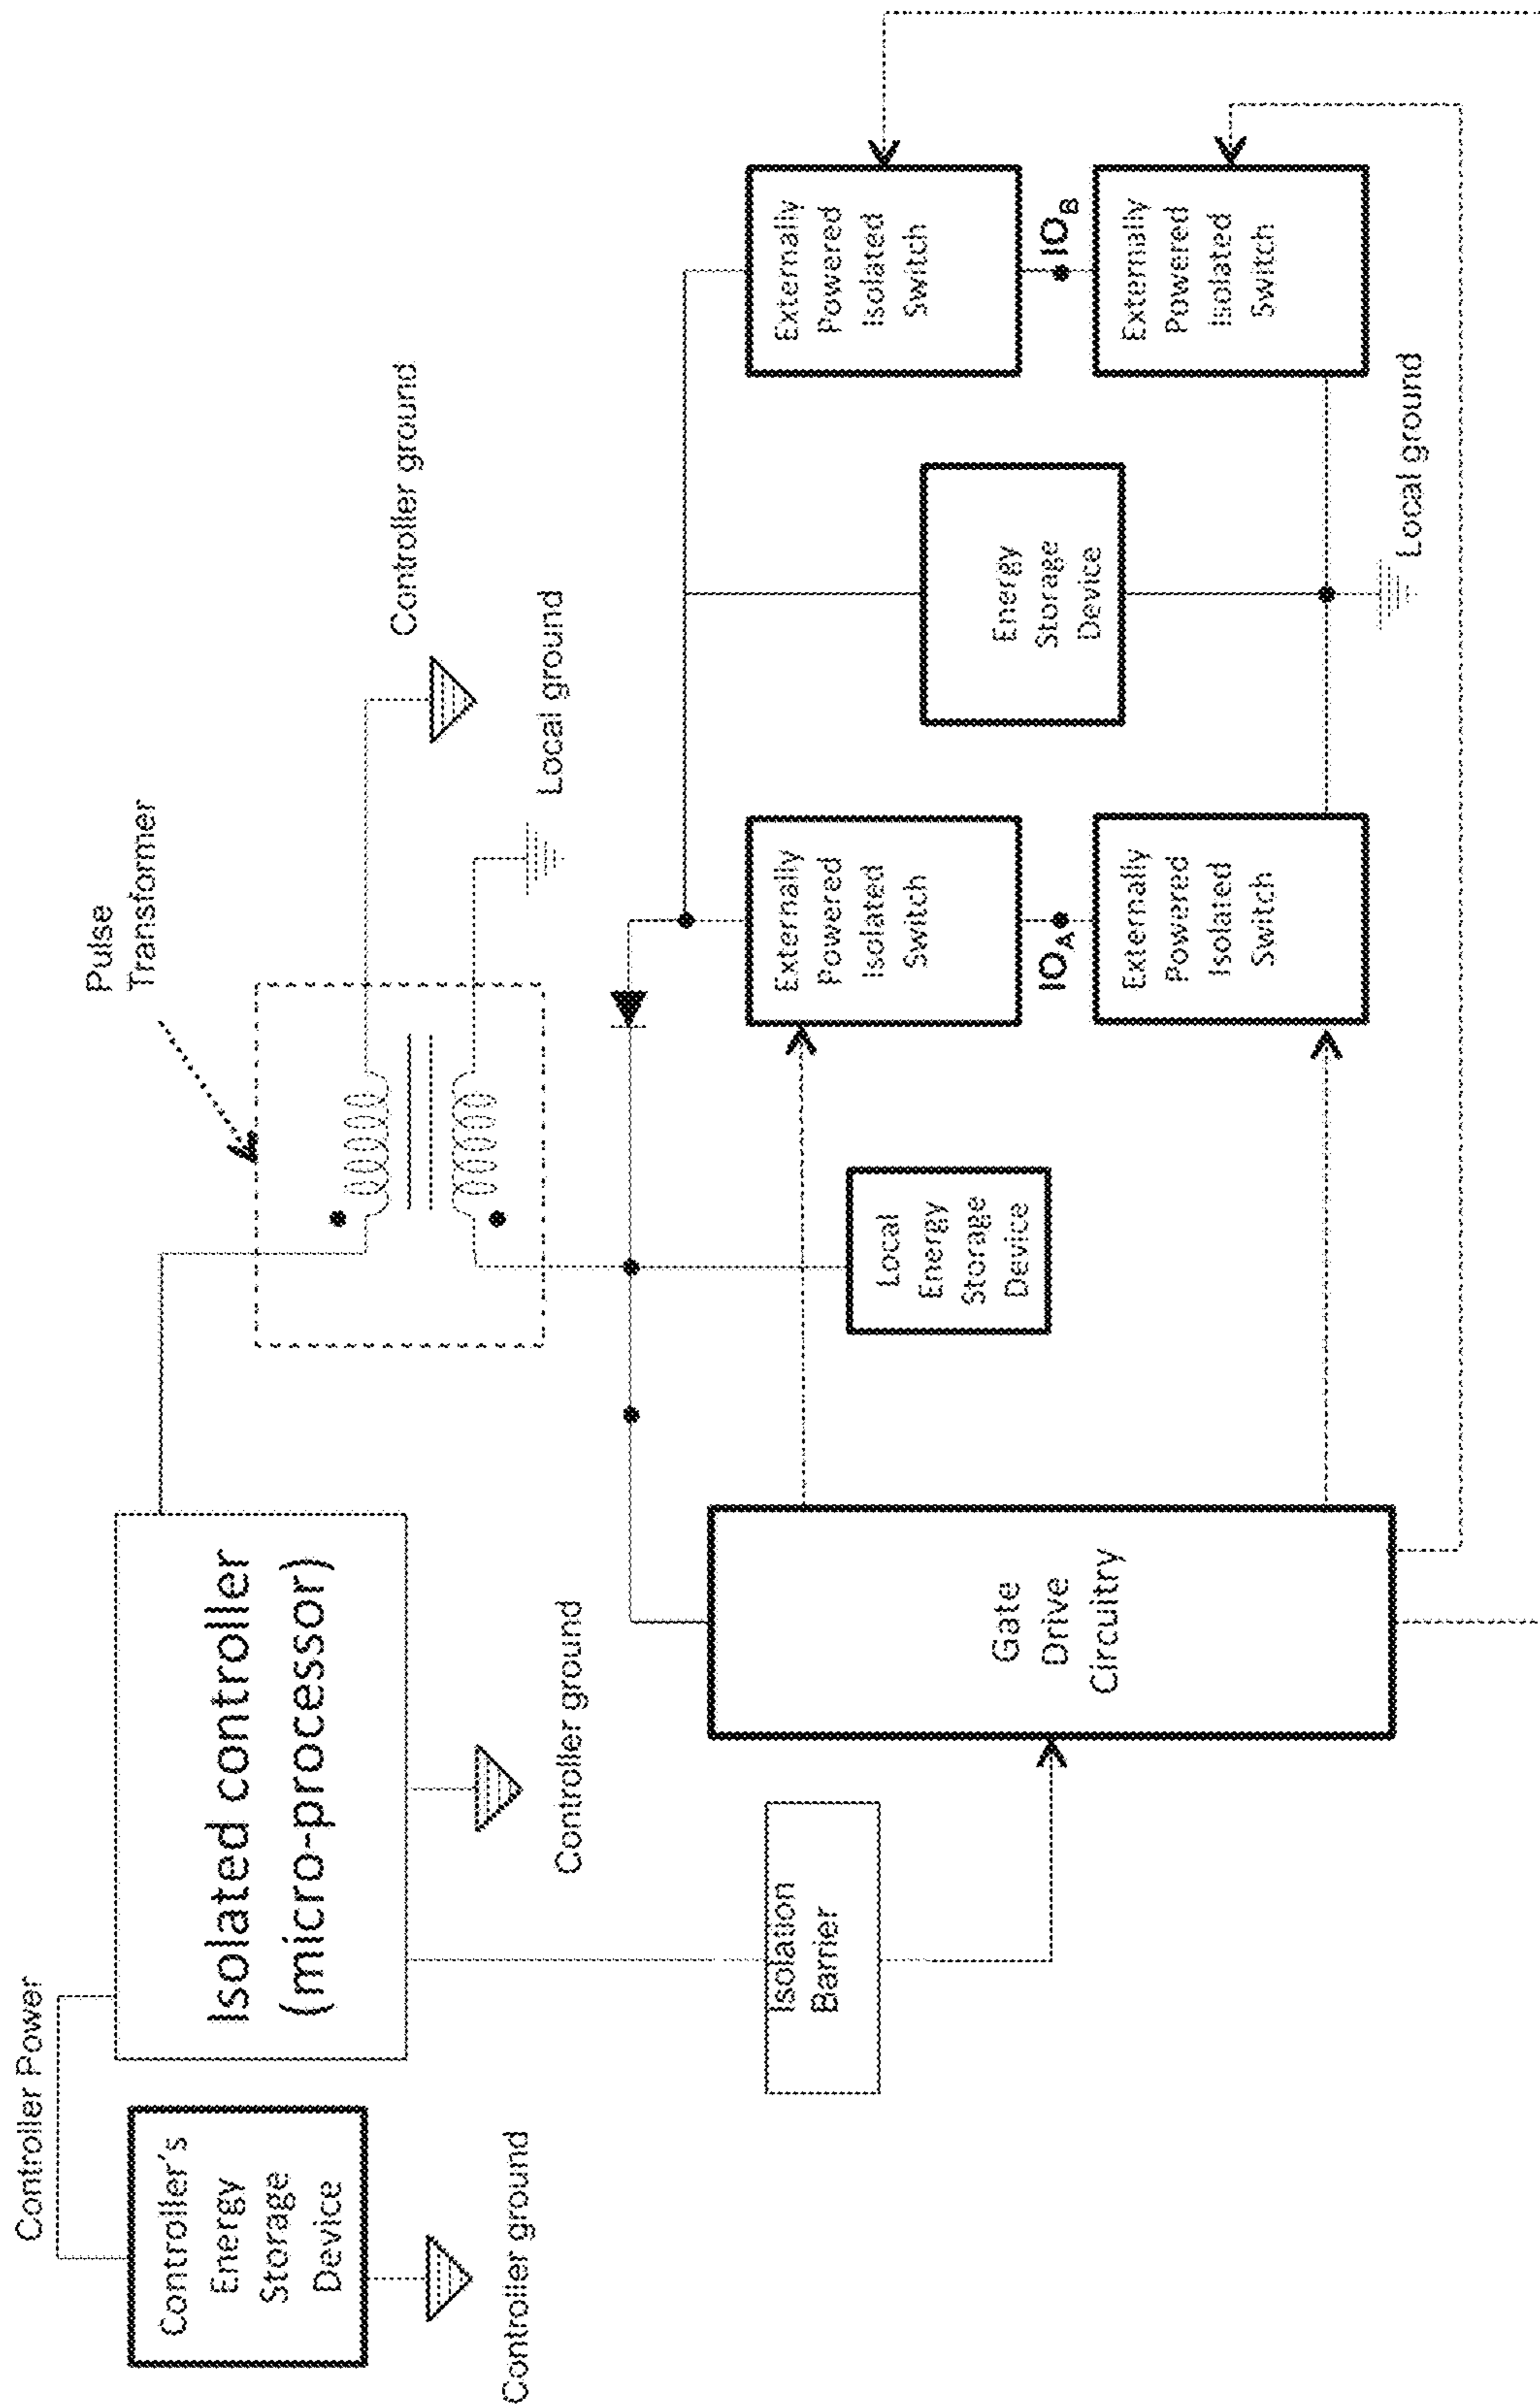 Controller Power
Controller's
Energy
Storage
Device
Controller ground
Isolated controller
(micro-processor)
Controller ground
Pulse
Transformer
Controller ground
Local ground
Isolation
Barrier
Gate
Drive
Circuitry
Local
Energy
Storage
Device
Externally
Powered
Isolated
Switch
IOA
Externally
Powered
Isolated
Switch
Energy
Storage
Device
Local ground
Externally
Powered
Isolated
Switch
IOB
Externally
Powered
Isolated
Switch